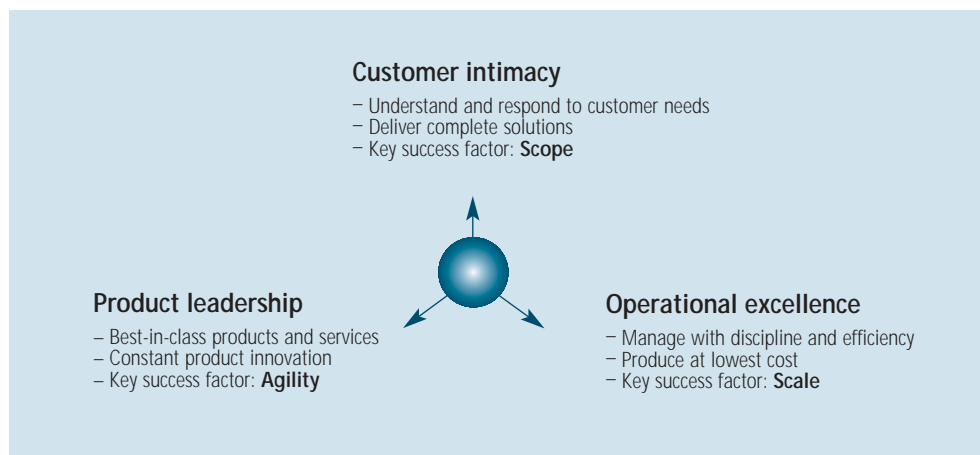 Customer intimacy
– Understand and respond to customer needs
– Deliver complete solutions
– Key success factor: Scope
Product leadership
– Best-in-class products and services
– Constant product innovation
– Key success factor: Agility
Operational excellence
– Manage with discipline and efficiency
– Produce at lowest cost
– Key success factor: Scale